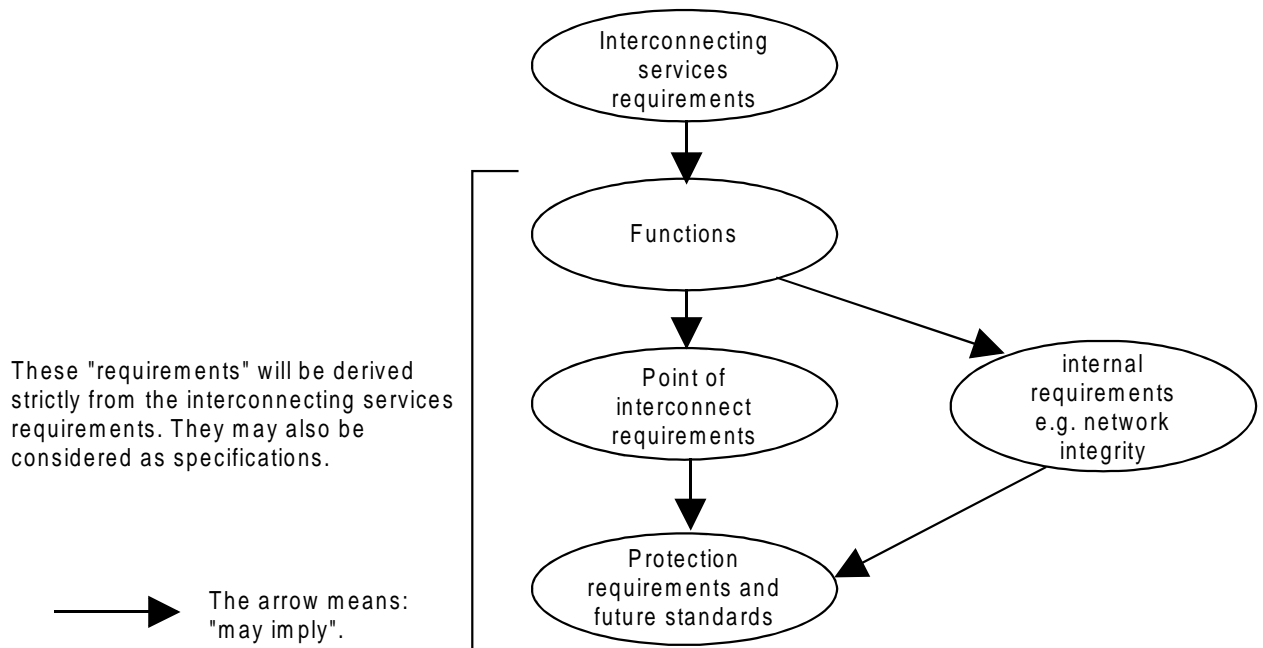 Interconnecting
services
requirements
Functions
These "requirements" will be derived
strictly from the interconnecting services
requirements. They may also be
considered as specifications.
Point of
interconnect
requirements
internal
requirements
e.g. network
integrity
Protection
requirements and
future standards
The arrow means:
"may imply".